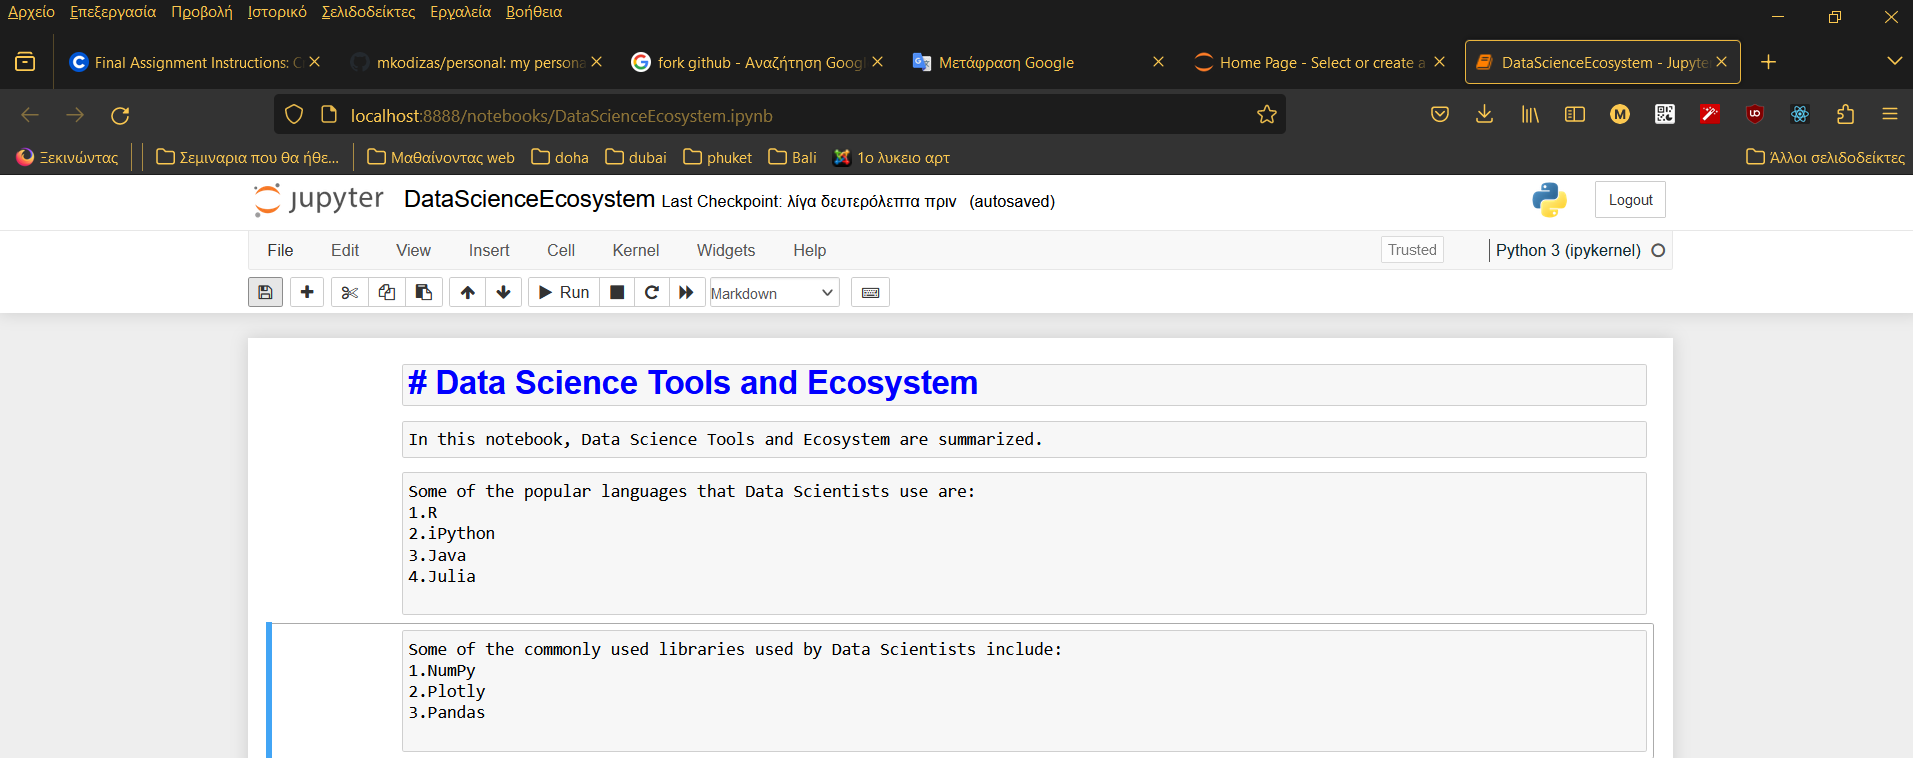 Αρχείο Επεξεργασία Προβολή Ιστορικό Σελιδοδείκτες Εργαλεία Βοήθεια
Final Assignment Instructions: C
mkodizas/personal: my persona
fork github - Αναζήτηση Googl
Μετάφραση Google
Home Page - Select or create a
DataScienceEcosystem - Jupyte
localhost:8888/notebooks/DataScienceEcosystem.ipynb
Ξεκινώντας Σεμιναρια που θα ήθε... Μαθαίνοντας web doha dubai phuket Bali 1ο λυκειο αρτ Άλλοι σελιδοδείκτες
jupyter DataScienceEcosystem Last Checkpoint: λίγα δευτερόλεπτα πριν (autosaved) Logout
File Edit View Insert Cell Kernel Widgets Help Trusted Python 3 (ipykernel)
Run Markdown
# Data Science Tools and Ecosystem
In this notebook, Data Science Tools and Ecosystem are summarized.
Some of the popular languages that Data Scientists use are:
1.R
2.iPython
3.Java
4.Julia
Some of the commonly used libraries used by Data Scientists include:
1.NumPy
2.Plotly
3.Pandas